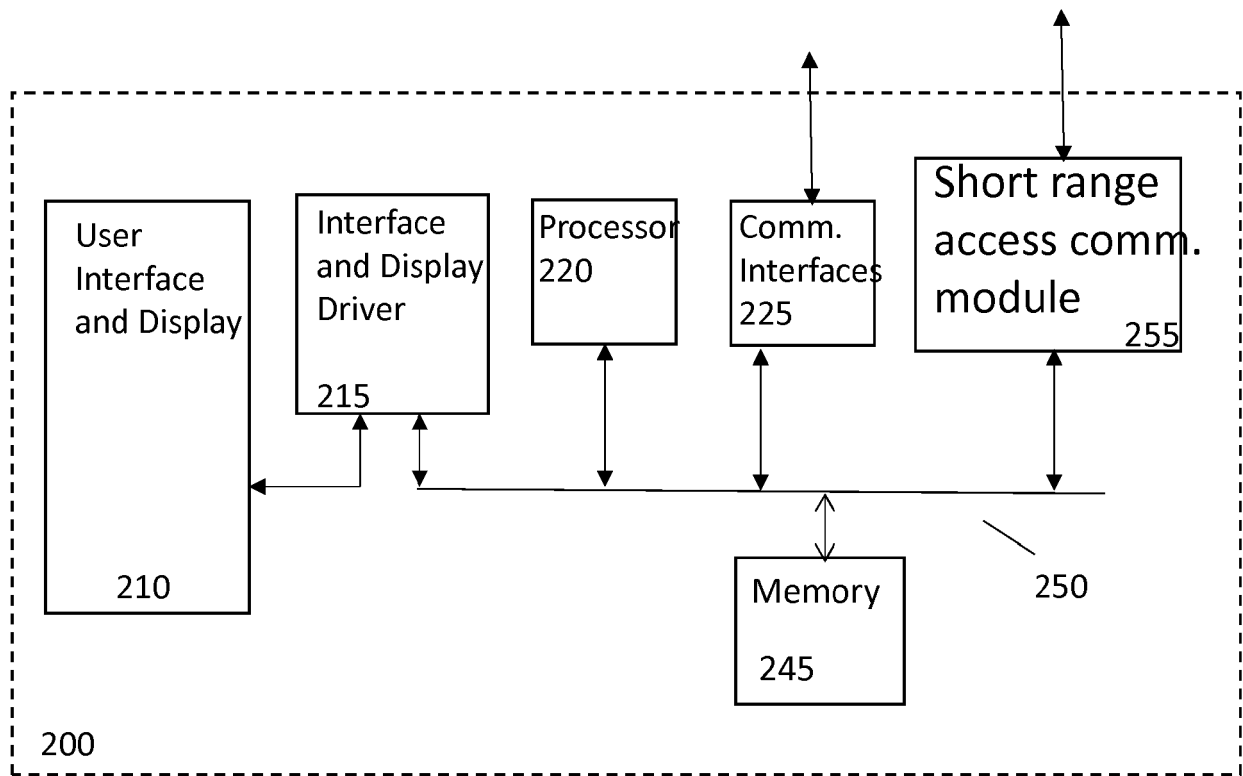 User
Interface
and Display
210
Interface
and Display
Driver
215
Processor
220
Comm.
Interfaces
225
Short range
access comm.
module
255
Memory
245
250
200